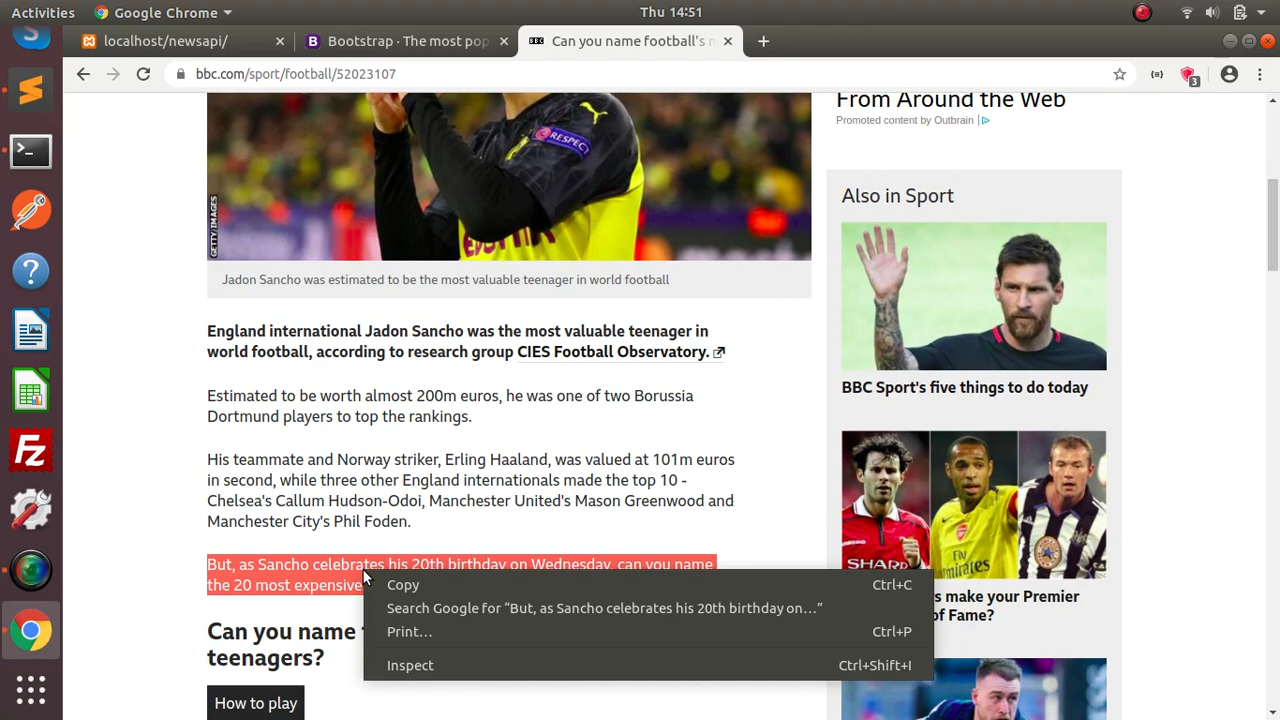 Activities
Google Chrome
Thu 14:51
localhost/newsapi/
Bootstrap · The most pop
BBC
Can you name football's
bbc.com/sport/football/52023107
3
RESPECT
GETTY IMAGES
Jadon Sancho was estimated to be the most valuable teenager in world football
England international Jadon Sancho was the most valuable teenager in
world football, according to research group CIES Football Observatory.
Estimated to be worth almost 200m euros, he was one of two Borussia
Dortmund players to top the rankings.
His teammate and Norway striker, Erling Haaland, was valued at 101m euros
in second, while three other England internationals made the top 10 -
Chelsea's Callum Hudson-Odoi, Manchester United's Mason Greenwood and
Manchester City's Phil Foden.
But, as Sancho celebrates his 20th birthday on Wednesday, can you name
the 20 most expensive
Can you name
teenagers?
How to play
Copy Ctrl+C
Search Google for “But, as Sancho celebrates his 20th birthday on…”
Print… Ctrl+P
Inspect Ctrl+Shift+I
From Around the Web
Promoted content by Outbrain
Also in Sport
BBC Sport's five things to do today
SHARP
s make your Premier
of Fame?